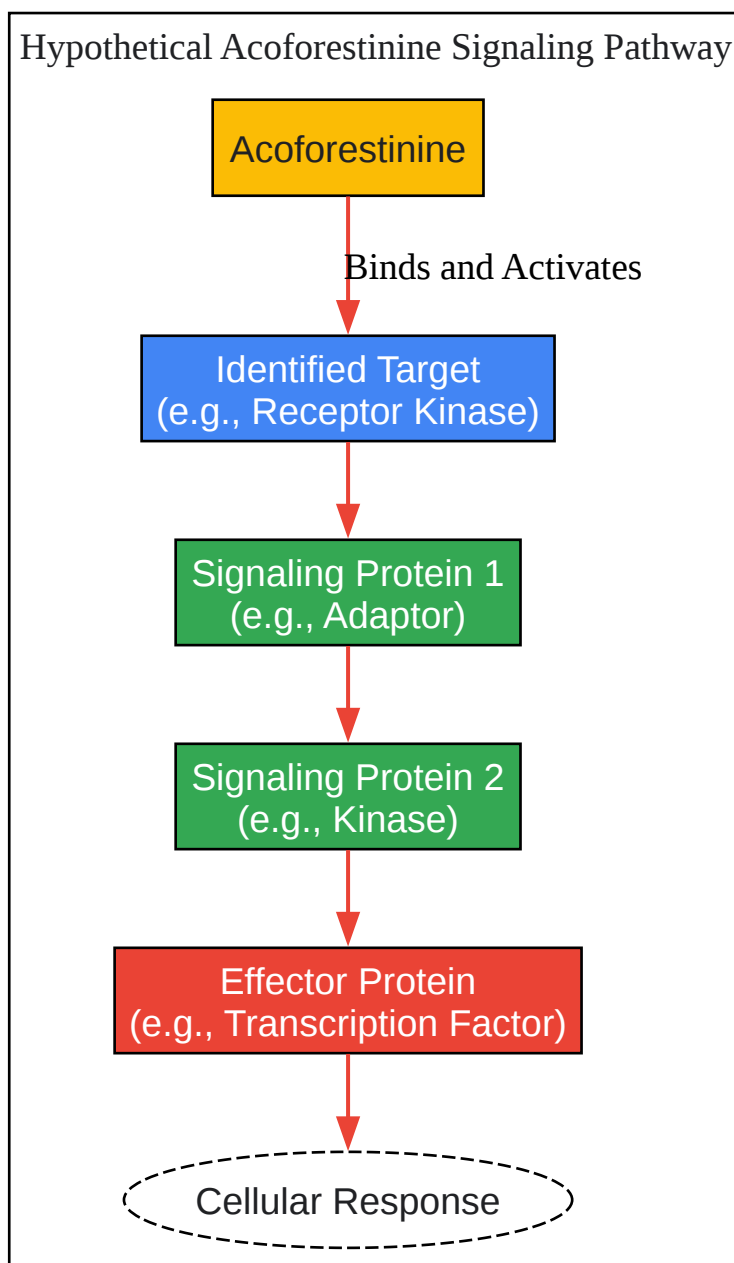 Hypothetical Acoforestinine Signaling Pathway
Acoforestinine
Binds and Activates
Identified Target
(e.g., Receptor Kinase)
Signaling Protein 1
(e.g., Adaptor)
Signaling Protein 2
(e.g., Kinase)
Effector Protein
(e.g., Transcription Factor)
Cellular Response